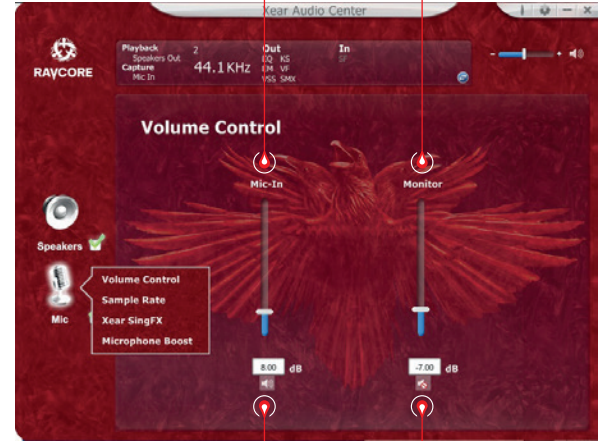 Xear Audio Center
RAVCORE
Playback 2
Speakers Out
Capture
Mic In
44.1KHz
Out
EQ KS
EM VF
VSS SMX
In
SF
- +
Volume Control
Mic-In
Monitor
Speakers
Mic
Volume Control
Sample Rate
Xear SingFX
Microphone Boost
8.00 dB
-7.00 dB